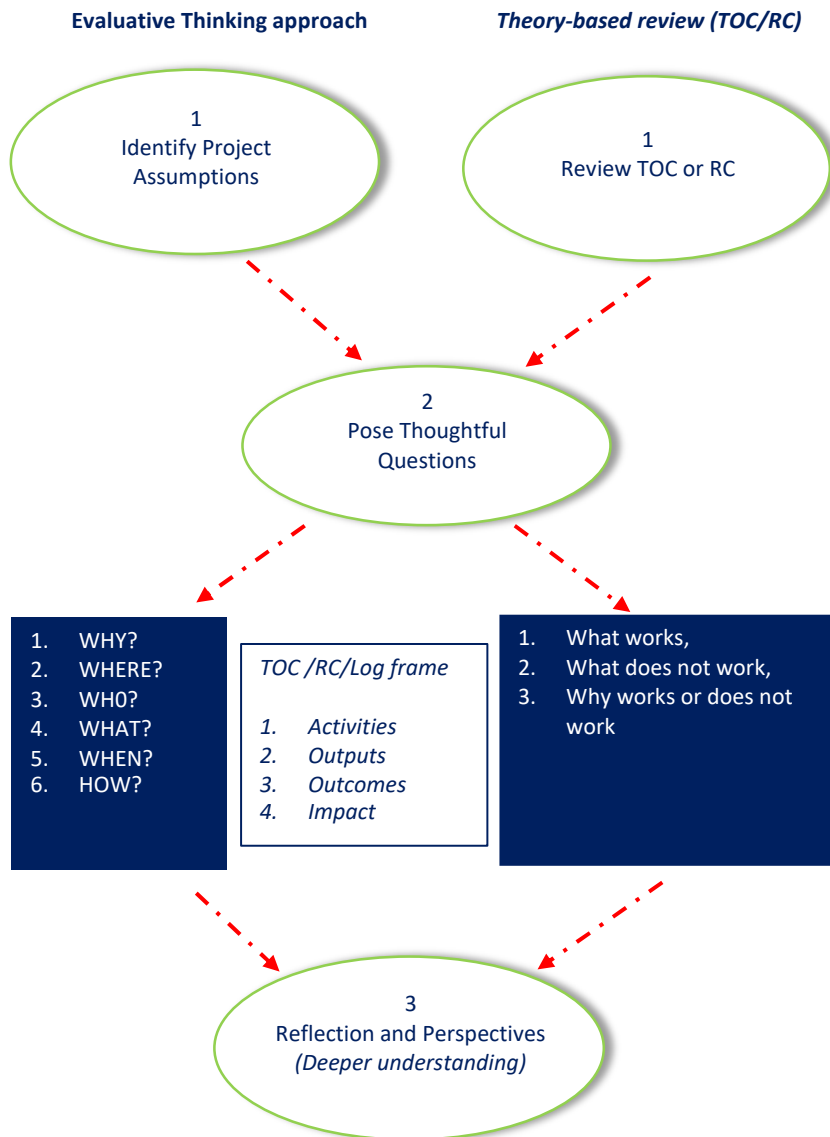 Evaluative Thinking approach
Theory-based review (TOC/RC)
1
Identify Project
Assumptions
1
Review TOC or RC
2
Pose Thoughtful
Questions
1. WHY?
2. WHERE?
3. WH0?
4. WHAT?
5. WHEN?
6. HOW?
TOC /RC/Log frame
1. Activities
2. Outputs
3. Outcomes
4. Impact
1. What works,
2. What does not work,
3. Why works or does not
work
3
Reflection and Perspectives
(Deeper understanding)